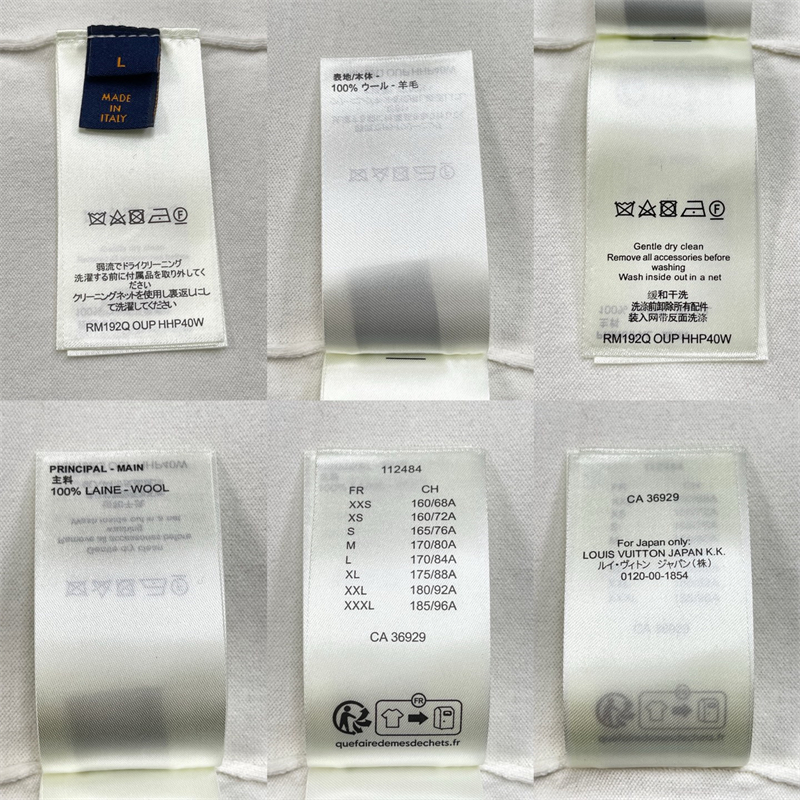 L
MADE
IN
ITALY
弱流でドライクリーニング
洗濯する前に付属品を取り外してく
ださい
クリーニングネットを使用し裏返しにし
て洗濯してください
RM192Q OUP HHP40W
表地/本体 -
100% ウール - 羊毛
F
Gentle dry clean
Remove all accessories before
washing
Wash inside out in a net
缓和干洗
洗涤前卸除所有配件
装入网带反面洗涤
RM192Q OUP HHP40W
PRINCIPAL - MAIN
主料
100% LAINE - WOOL
112484
FR CH
XXS 160/68A
XS 160/72A
S 165/76A
M 170/80A
L 170/84A
XL 175/88A
XXL 180/92A
XXXL 185/96A
CA 36929
FR
quefairedemesdechets.fr
CA 36929
For Japan only:
LOUIS VUITTON JAPAN K.K.
ルイ・ヴィトン ジャパン(株)
0120-00-1854